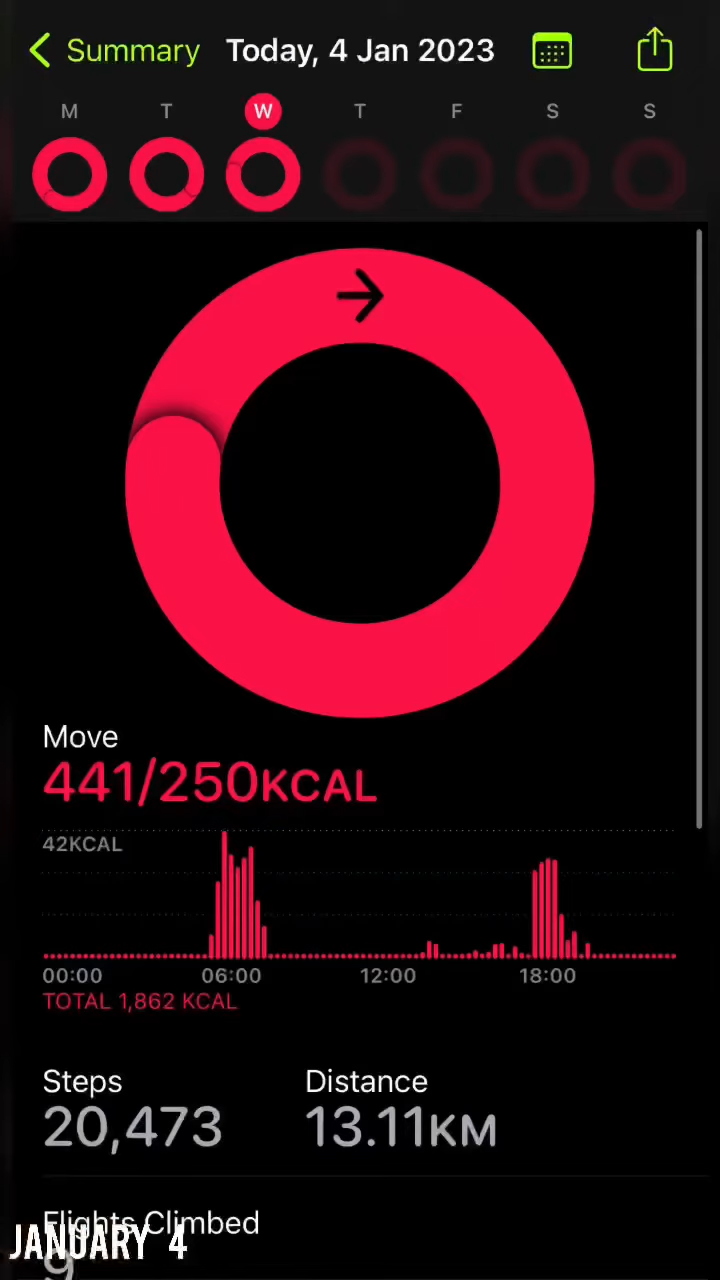 Summary Today, 4 Jan 2023
M T W T F S S
Move
441/250KCAL
42KCAL
00:00 06:00 12:00 18:00
TOTAL 1,862 KCAL
Steps Distance
20,473 13.11KM
Flights Climbed
JANUARY 4
9